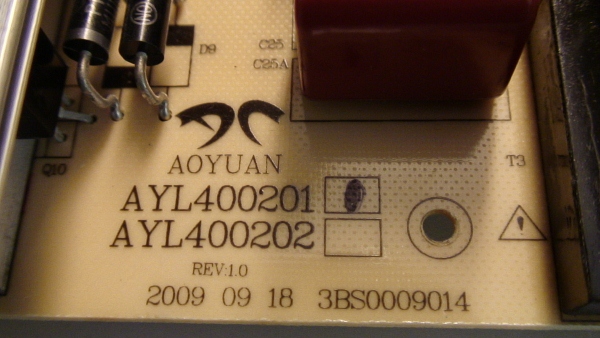 D9
C25
C25A
Q10
AOYUAN
T3
AYL400201
AYL400202
REV:1.0
2009 09 18 3BS0009014